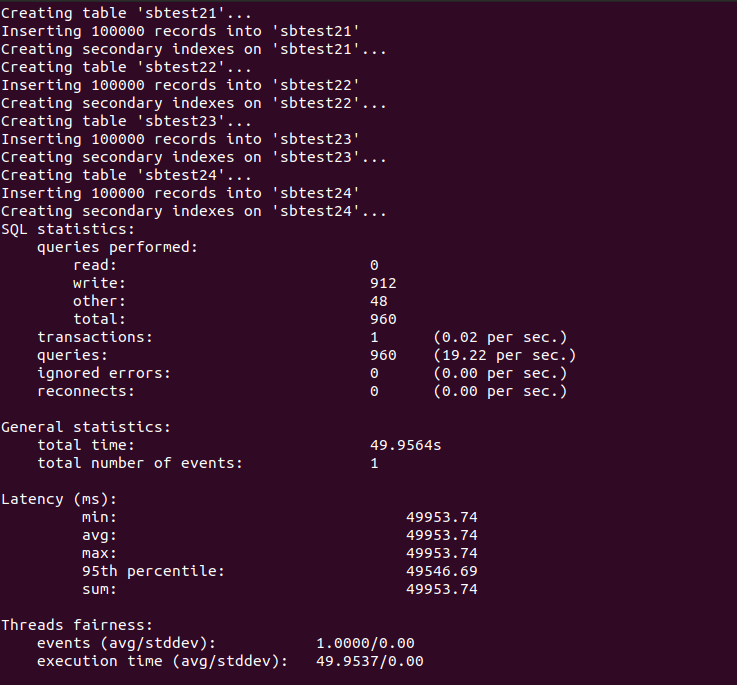 Creating table 'sbtest21'...
Inserting 100000 records into 'sbtest21'
Creating secondary indexes on 'sbtest21'...
Creating table 'sbtest22'...
Inserting 100000 records into 'sbtest22'
Creating secondary indexes on 'sbtest22'...
Creating table 'sbtest23'...
Inserting 100000 records into 'sbtest23'
Creating secondary indexes on 'sbtest23'...
Creating table 'sbtest24'...
Inserting 100000 records into 'sbtest24'
Creating secondary indexes on 'sbtest24'...
SQL statistics:
    queries performed:
        read:                            0
        write:                           912
        other:                           48
        total:                           960
    transactions:                        1      (0.02 per sec.)
    queries:                             960    (19.22 per sec.)
    ignored errors:                      0      (0.00 per sec.)
    reconnects:                          0      (0.00 per sec.)

General statistics:
    total time:                          49.9564s
    total number of events:              1

Latency (ms):
         min:                                49953.74
         avg:                                49953.74
         max:                                49953.74
         95th percentile:                    49546.69
         sum:                                49953.74

Threads fairness:
    events (avg/stddev):           1.0000/0.00
    execution time (avg/stddev):   49.9537/0.00